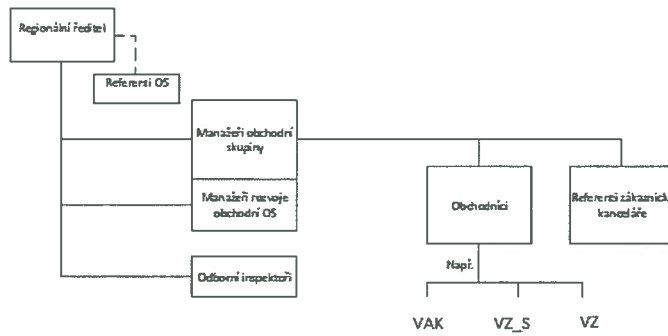 Regionální ředitel
Referenti OS
Manažeři obchodní
skupiny
Manažeři rozvoje
obchodní OS
Odborní inspektoři
Obchodníci
Referenti zákaznické
kanceláře
Např.
VAK
VZ_S
VZ